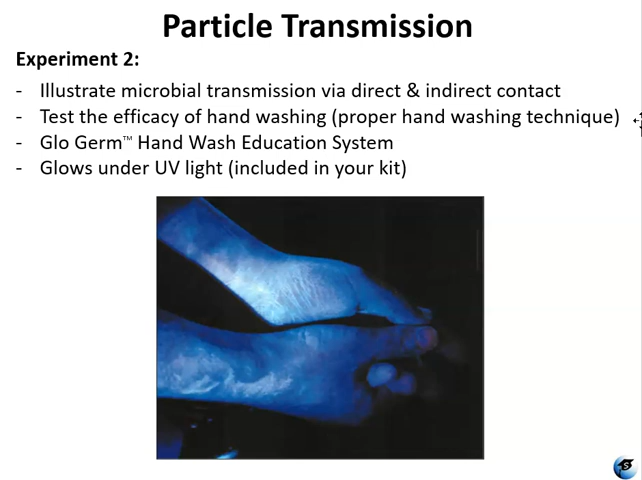 Particle Transmission
Experiment 2:
- Illustrate microbial transmission via direct & indirect contact
- Test the efficacy of hand washing (proper hand washing technique)
- Glo Germ™ Hand Wash Education System
- Glows under UV light (included in your kit)
S